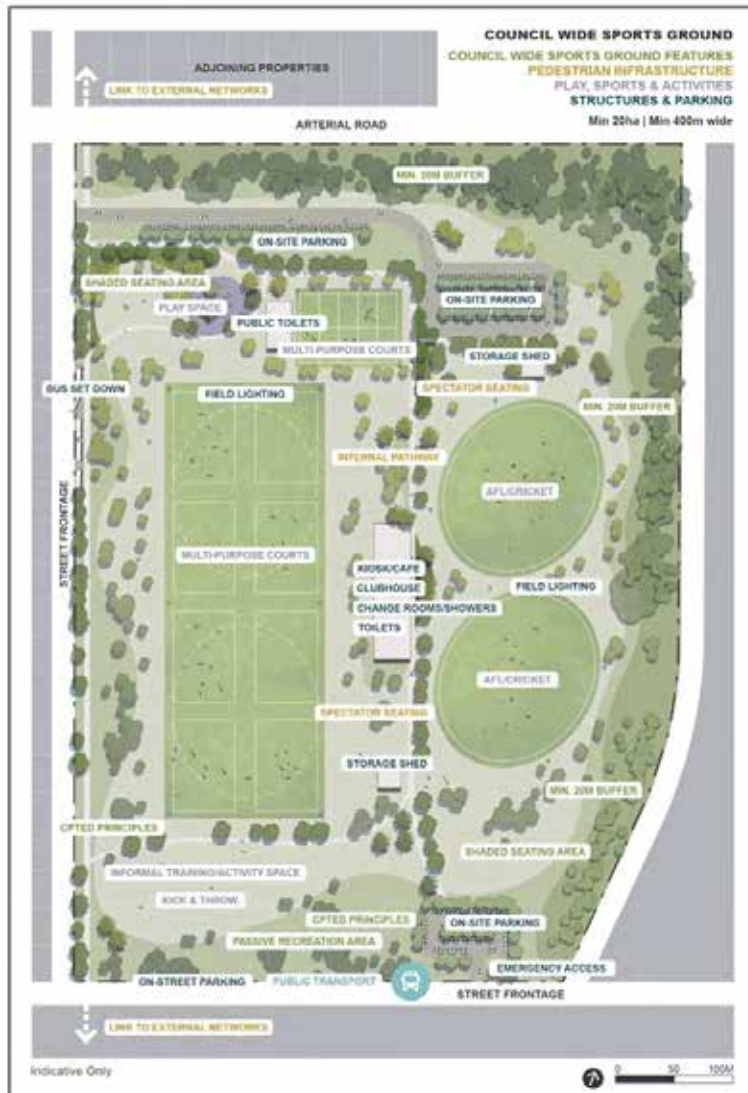 COUNCIL WIDE SPORTS GROUND
COUNCIL WIDE SPORTS GROUND FEATURES
PEDESTRIAN INFRASTRUCTURE
PLAY, SPORTS & ACTIVITIES
STRUCTURES & PARKING
Min 20ha | Min 400m wide
ADJOINING PROPERTIES
LINK TO EXTERNAL NETWORKS
ARTERIAL ROAD
MIN. 20M BUFFER
ON-SITE PARKING
SHADED SEATING AREA
PLAY SPACE
ON-SITE PARKING
PUBLIC TOILETS
MULTI-PURPOSE COURTS
STORAGE SHED
BUS SET DOWN
FIELD LIGHTING
SPECTATOR SEATING
MIN. 20M BUFFER
INTERNAL PATHWAY
AFL/CRICKET
STREET FRONTAGE
MULTI-PURPOSE COURTS
KIOSK/CAFE
CLUBHOUSE
CHANGE ROOMS/SHOWERS
TOILETS
FIELD LIGHTING
AFL/CRICKET
SPECTATOR SEATING
STORAGE SHED
MIN. 20M BUFFER
CPTED PRINCIPLES
SHADED SEATING AREA
INFORMAL TRAINING/ACTIVITY SPACE
KICK & THROW
CPTED PRINCIPLES
ON-SITE PARKING
PASSIVE RECREATION AREA
EMERGENCY ACCESS
ON-STREET PARKING
PUBLIC TRANSPORT
STREET FRONTAGE
LINK TO EXTERNAL NETWORKS
Indicative Only
0 50 100M